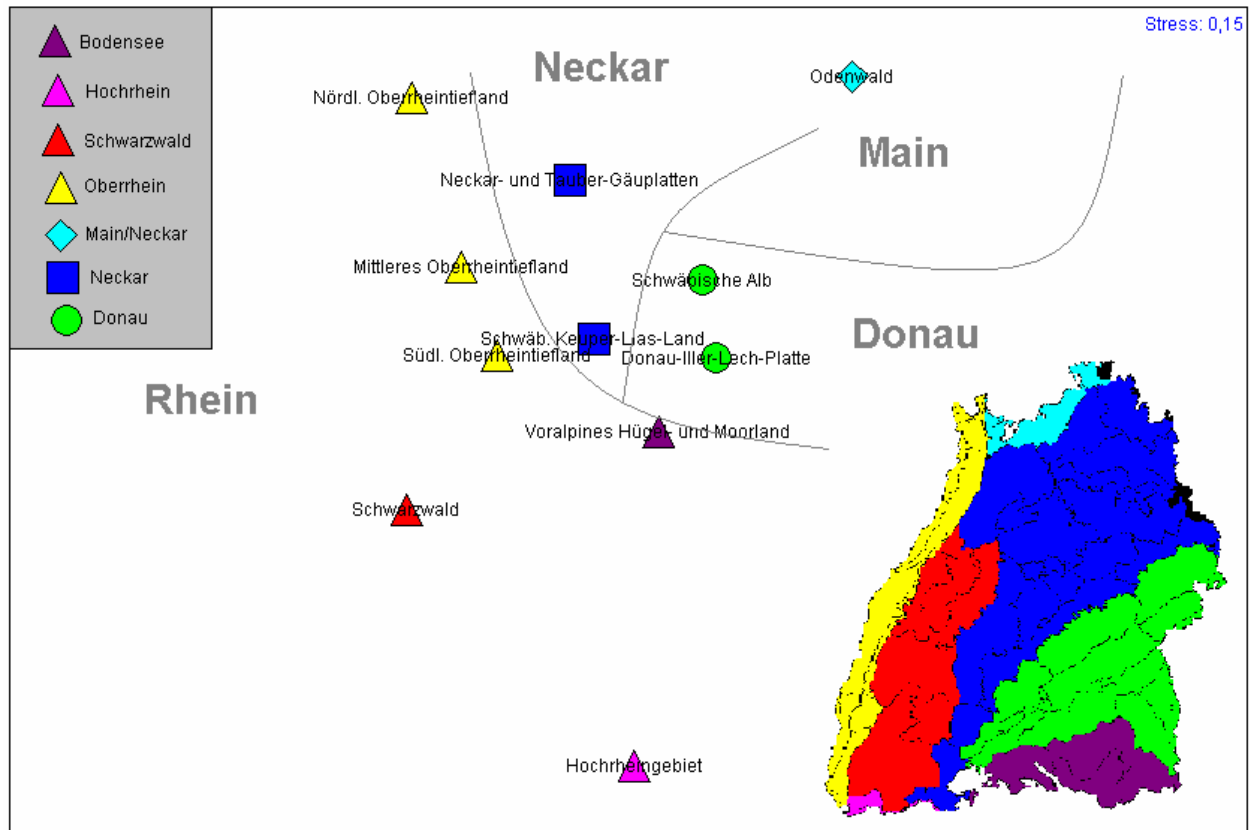 Bodensee
Hochrhein
Schwarzwald
Oberrhein
Main/Neckar
Neckar
Donau
Stress: 0,15
Neckar
Odenwald
Nördl. Oberrheintiefland
Main
Neckar- und Tauber-Gäuplatten
Mittleres Oberrheintiefland
Schwäbische Alb
Donau
Schwäb. Keuper-Lias-Land
Südl. Oberrheintiefland
Donau-Iller-Lech-Platte
Rhein
Voralpines Hügel- und Moorland
Schwarzwald
Hochrheingebiet